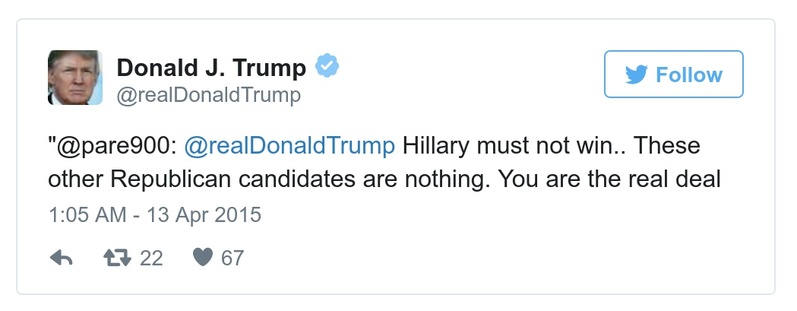 Donald J. Trump
@realDonaldTrump
Follow
"@pare900: @realDonaldTrump Hillary must not win.. These
other Republican candidates are nothing. You are the real deal
1:05 AM - 13 Apr 2015
22 67